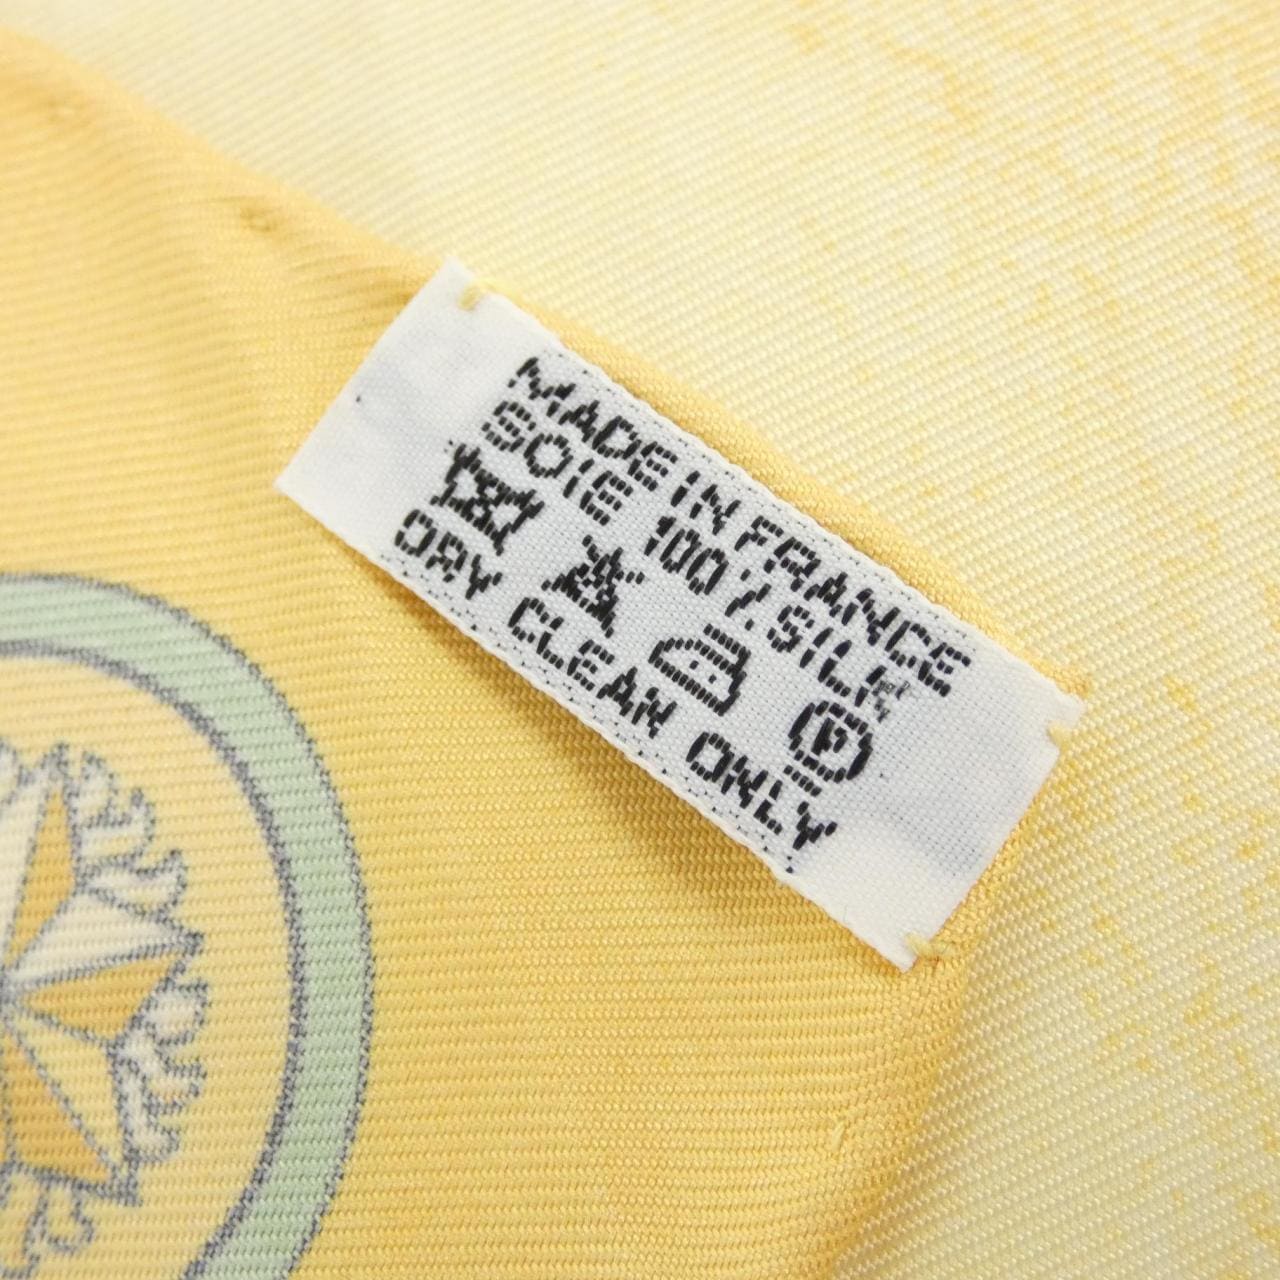 MADE IN FRANCE
SOIE 100% SILK
P
DRY CLEAN ONLY